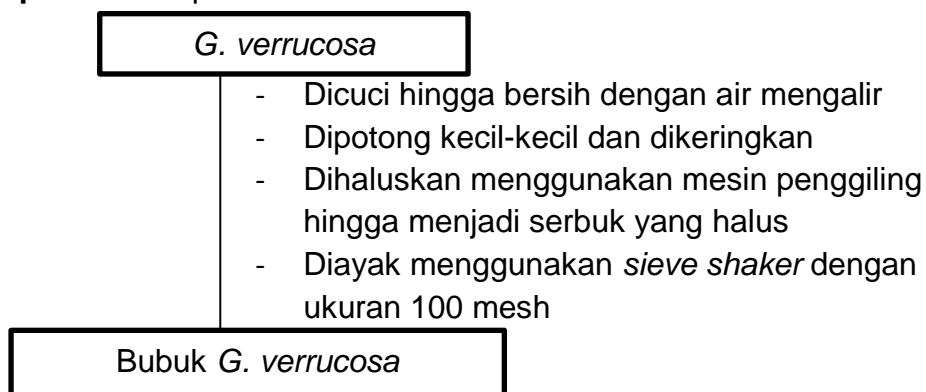 G. verrucosa
- Dicuci hingga bersih dengan air mengalir
- Dipotong kecil-kecil dan dikeringkan
- Dihaluskan menggunakan mesin penggiling
hingga menjadi serbuk yang halus
- Diayak menggunakan sieve shaker dengan
ukuran 100 mesh
Bubuk G. verrucosa